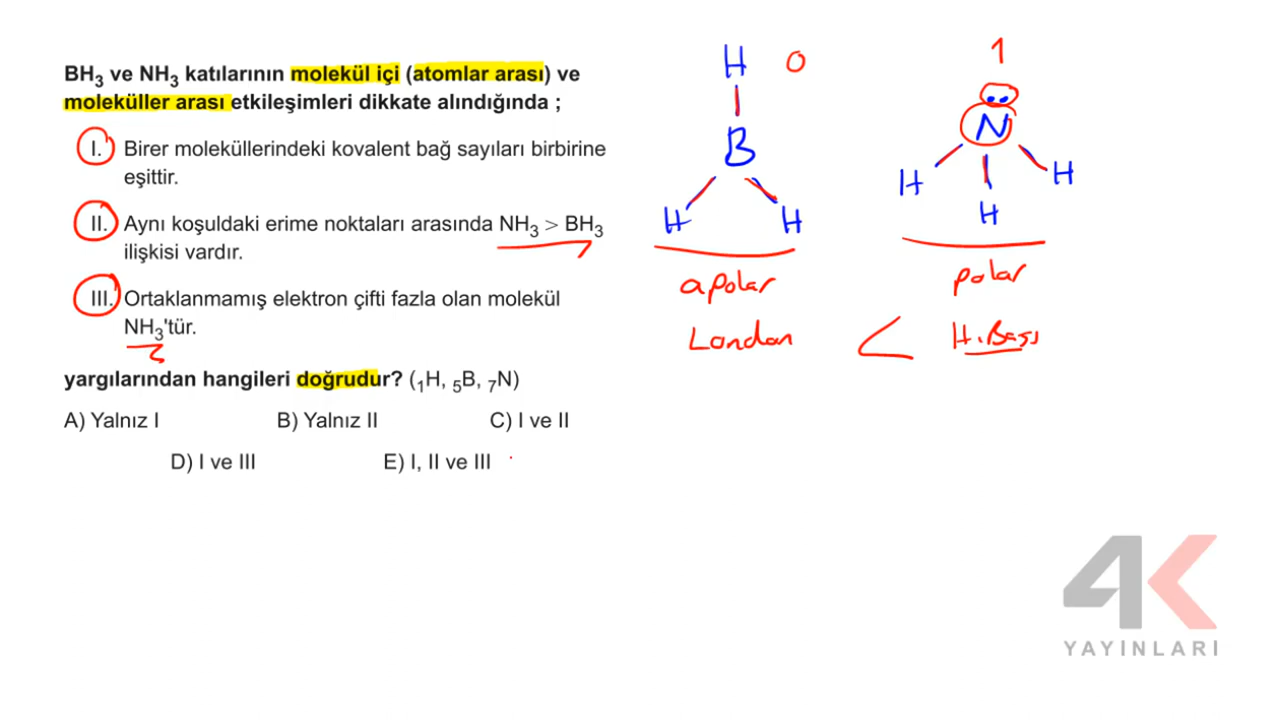 BH₃ ve NH₃ katılarının molekül içi (atomlar arası) ve
moleküller arası etkileşimleri dikkate alındığında ;
I. Birer moleküllerindeki kovalent bağ sayıları birbirine
eşittir.
II. Aynı koşuldaki erime noktaları arasında NH₃ > BH₃
ilişkisi vardır.
III. Ortaklanmamış elektron çifti fazla olan molekül
NH₃'tür.
yargılarından hangileri doğrudur? (₁H, ₅B, ₇N)
A) Yalnız I B) Yalnız II C) I ve II
D) I ve III E) I, II ve III
H 0
B
H H
apolar
London <
1
N
H H
H
polar
H.Bağı
4K
YAYINLARI